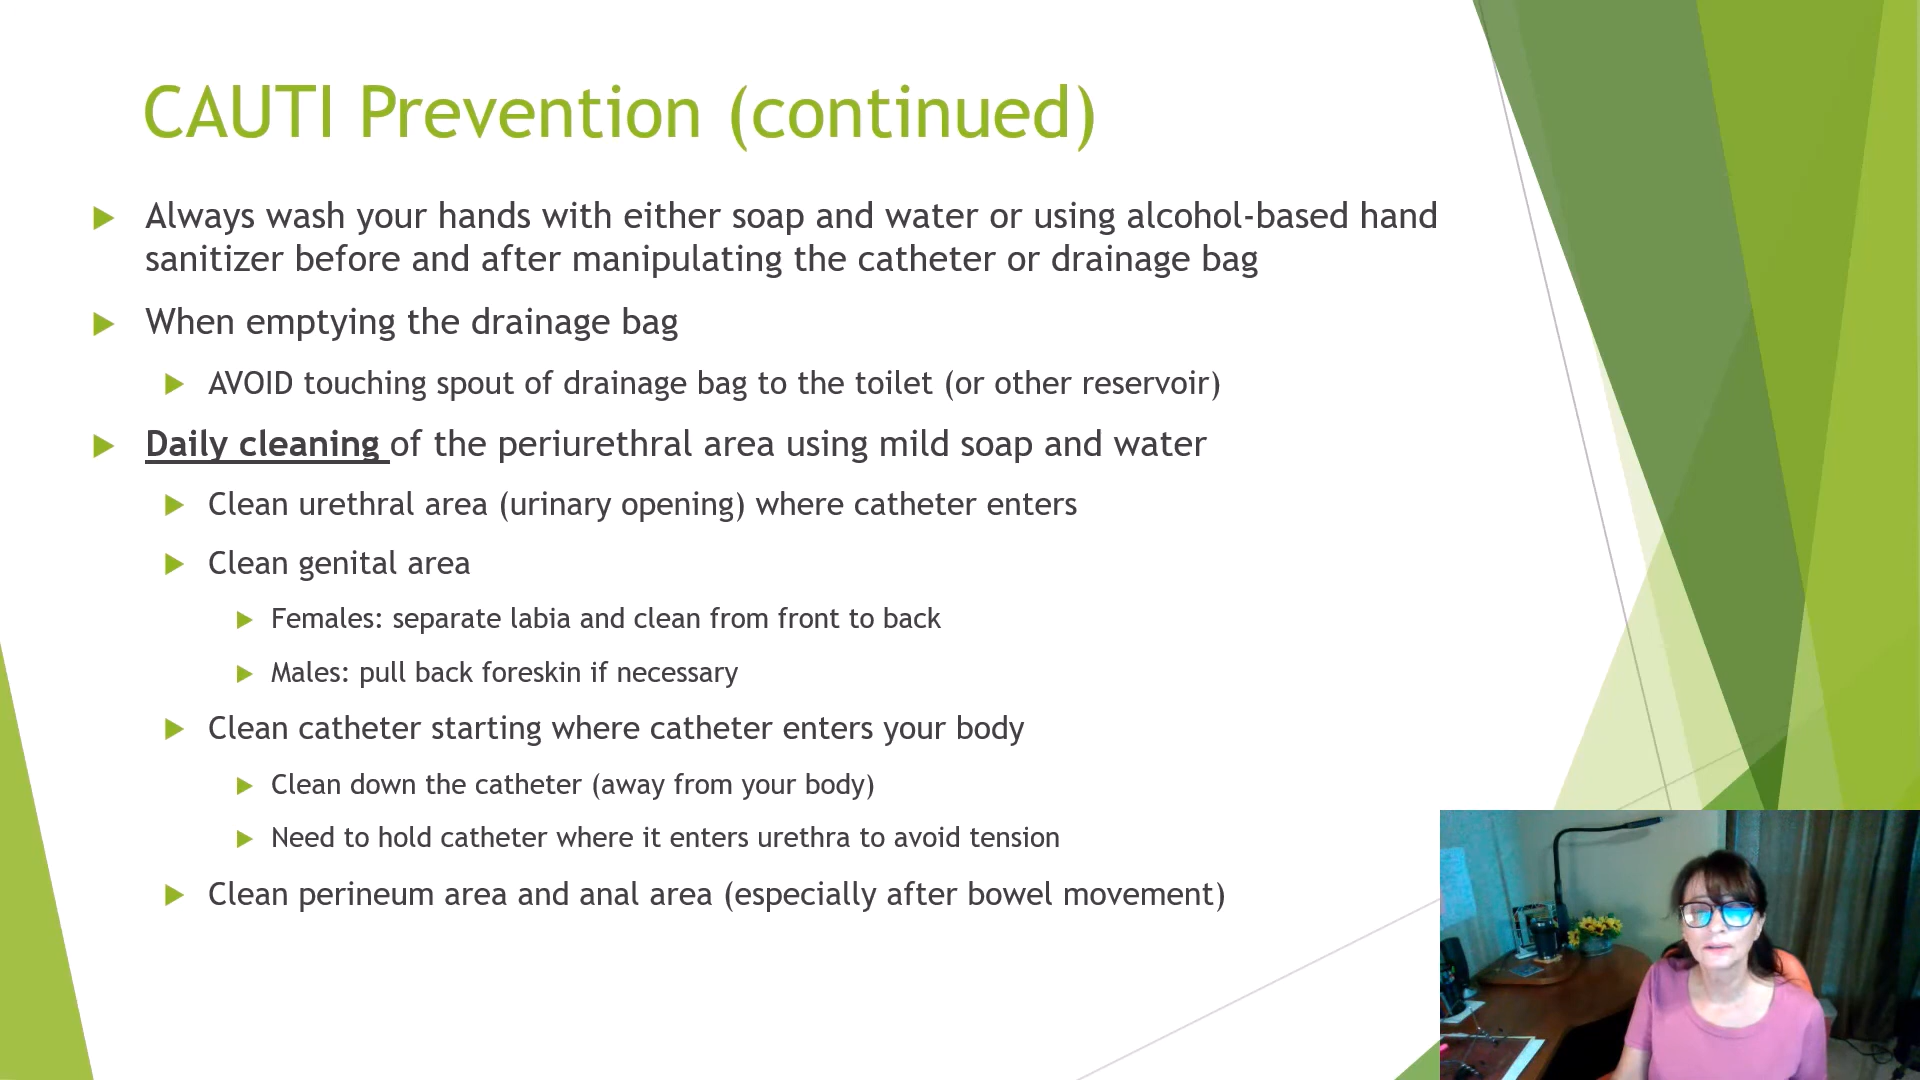 CAUTI Prevention (continued)
Always wash your hands with either soap and water or using alcohol-based hand
sanitizer before and after manipulating the catheter or drainage bag
When emptying the drainage bag
AVOID touching spout of drainage bag to the toilet (or other reservoir)
Daily cleaning of the periurethral area using mild soap and water
Clean urethral area (urinary opening) where catheter enters
Clean genital area
Females: separate labia and clean from front to back
Males: pull back foreskin if necessary
Clean catheter starting where catheter enters your body
Clean down the catheter (away from your body)
Need to hold catheter where it enters urethra to avoid tension
Clean perineum area and anal area (especially after bowel movement)